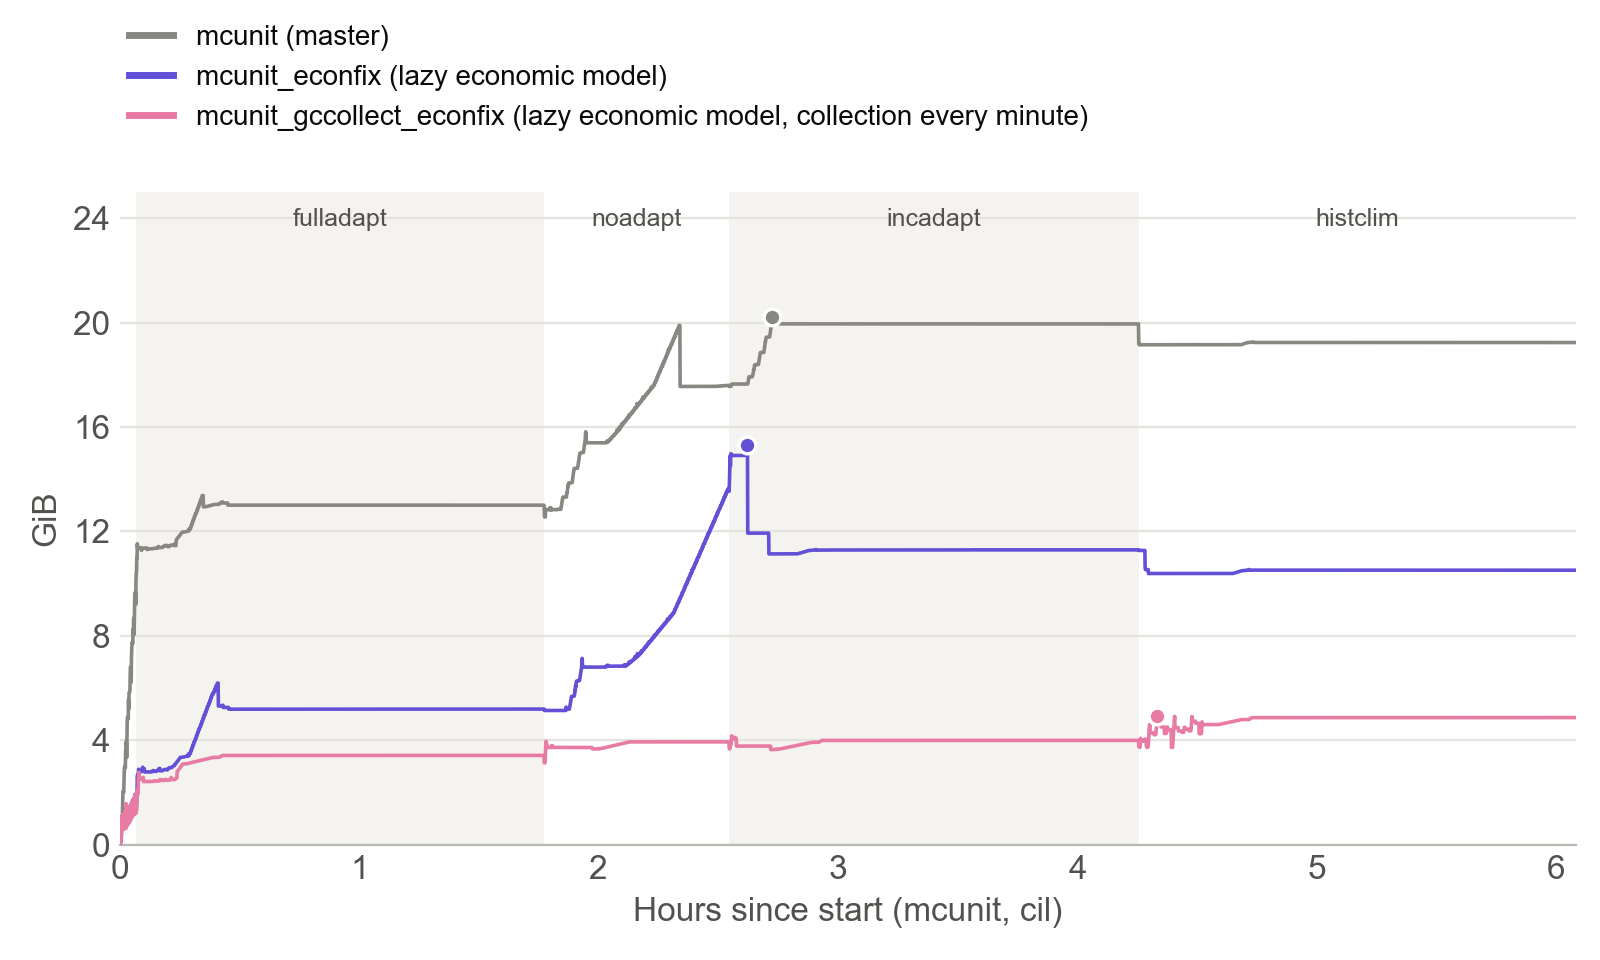 mcunit (master)
mcunit_econfix (lazy economic model)
mcunit_gccollect_econfix (lazy economic model, collection every minute)
fulladapt noadapt incadapt histclim
24
20
16
12
8
4
0
GiB
0 1 2 3 4 5 6
Hours since start (mcunit, cil)